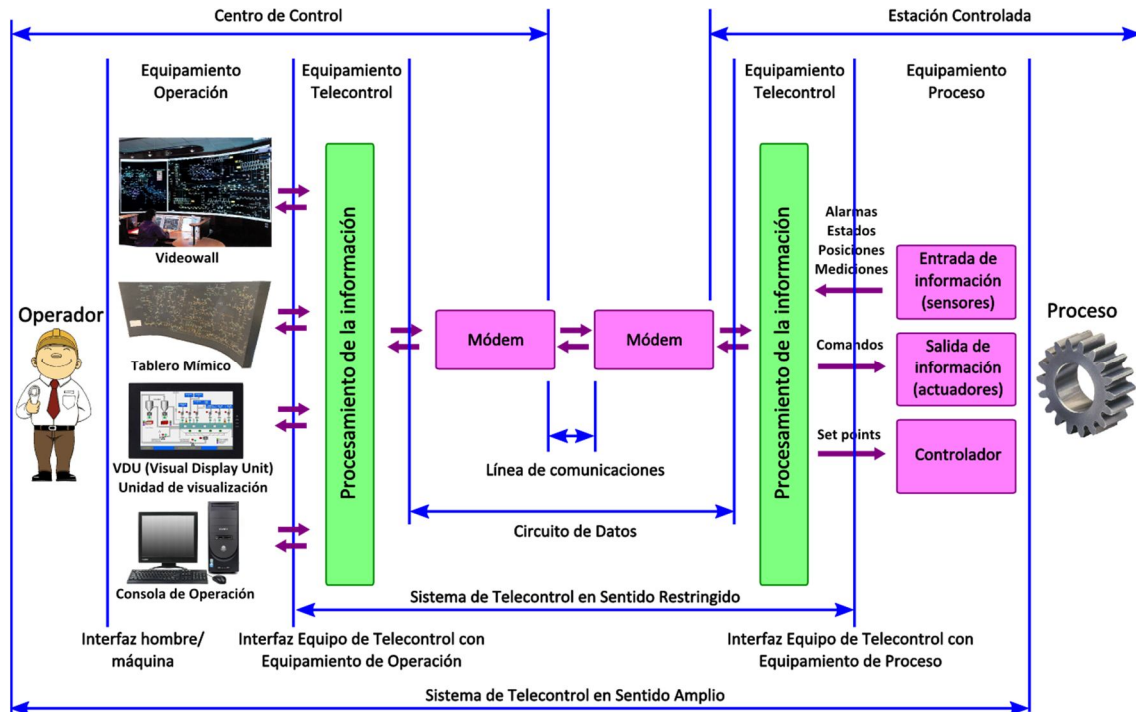 Centro de Control
Estación Controlada
Equipamiento
Operación
Equipamiento
Telecontrol
Equipamiento
Telecontrol
Equipamiento
Proceso
Videowall
Tablero Mímico
VDU (Visual Display Unit)
Unidad de visualización
Consola de Operación
Operador
Procesamiento de la información
Módem
Módem
Línea de comunicaciones
Circuito de Datos
Procesamiento de la información
Alarmas
Estados
Posiciones
Mediciones
Comandos
Set points
Entrada de
información
(sensores)
Salida de
información
(actuadores)
Controlador
Proceso
Sistema de Telecontrol en Sentido Restringido
Interfaz hombre/
máquina
Interfaz Equipo de Telecontrol con
Equipamiento de Operación
Interfaz Equipo de Telecontrol con
Equipamiento de Proceso
Sistema de Telecontrol en Sentido Amplio